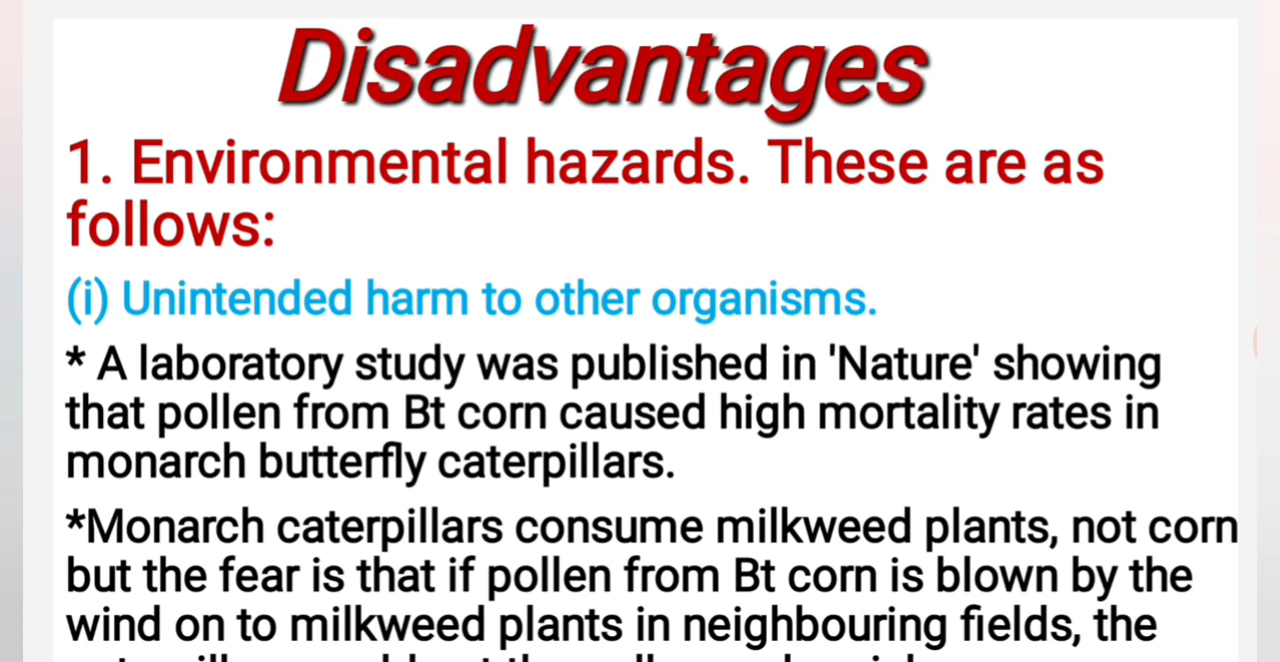 Disadvantages
1. Environmental hazards. These are as
follows:
(i) Unintended harm to other organisms.
* A laboratory study was published in 'Nature' showing
that pollen from Bt corn caused high mortality rates in
monarch butterfly caterpillars.
*Monarch caterpillars consume milkweed plants, not corn
but the fear is that if pollen from Bt corn is blown by the
wind on to milkweed plants in neighbouring fields, the